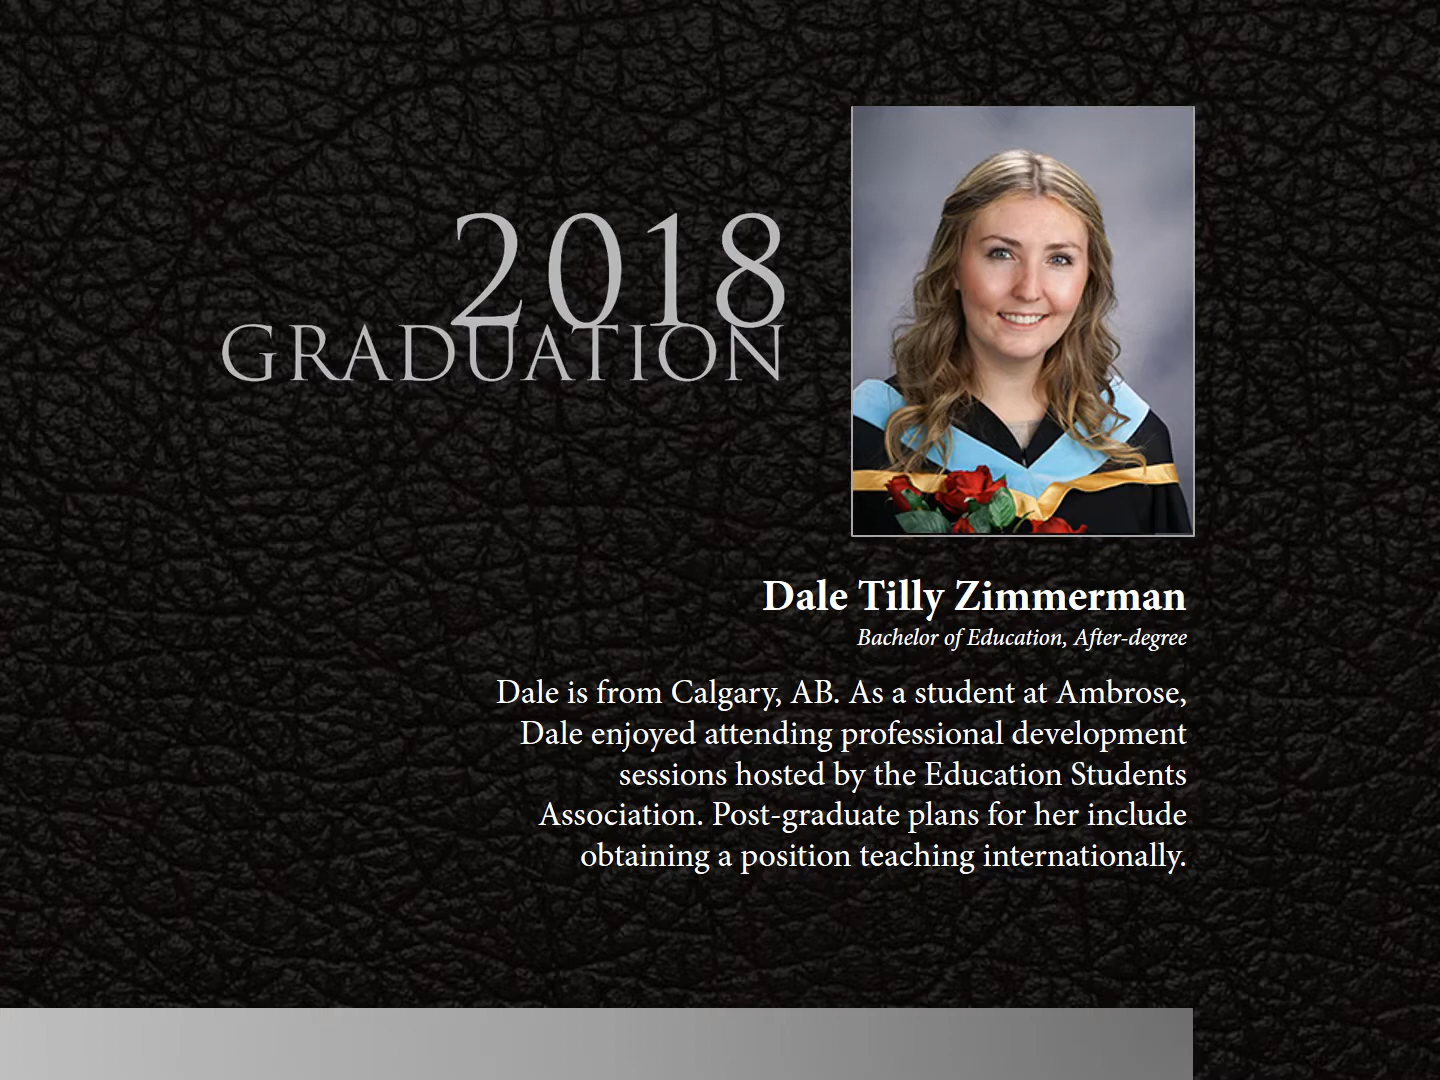 2018
GRADUATION
Dale Tilly Zimmerman
Bachelor of Education, After-degree
Dale is from Calgary, AB. As a student at Ambrose,
Dale enjoyed attending professional development
sessions hosted by the Education Students
Association. Post-graduate plans for her include
obtaining a position teaching internationally.